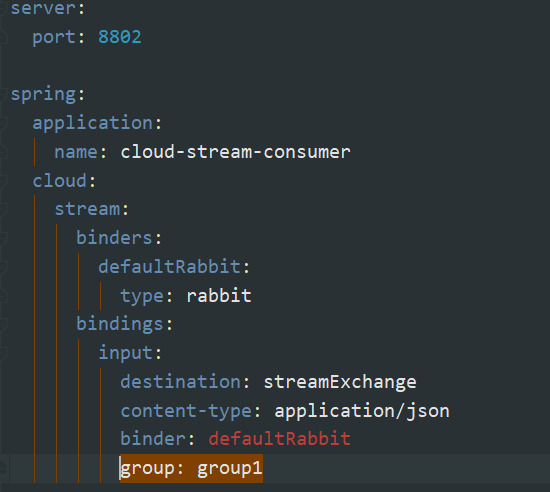 server:
  port: 8802

spring:
  application:
    name: cloud-stream-consumer
  cloud:
    stream:
      binders:
        defaultRabbit:
          type: rabbit
      bindings:
        input:
          destination: streamExchange
          content-type: application/json
          binder: defaultRabbit
          group: group1